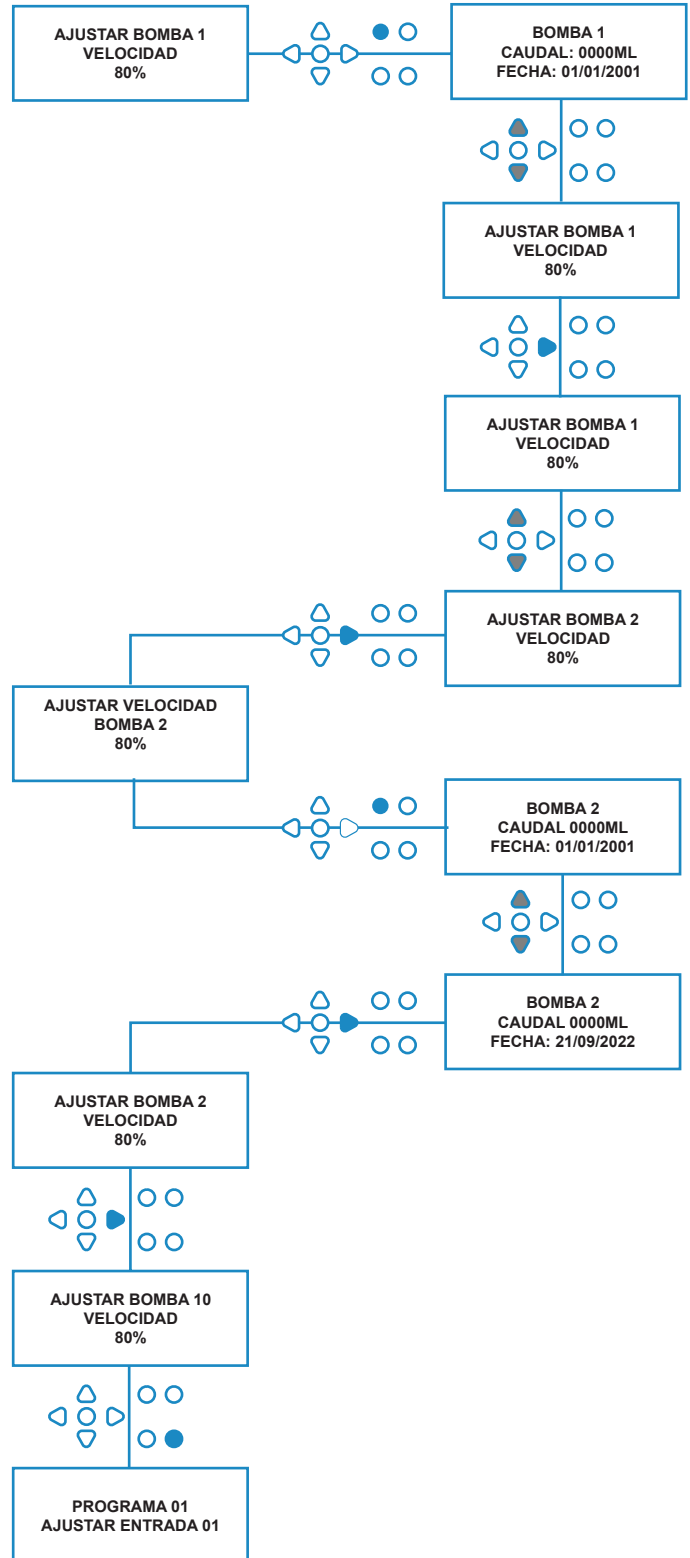 AJUSTAR BOMBA 1
VELOCIDAD
80%
BOMBA 1
CAUDAL: 0000ML
FECHA: 01/01/2001
AJUSTAR BOMBA 1
VELOCIDAD
80%
AJUSTAR BOMBA 1
VELOCIDAD
80%
AJUSTAR BOMBA 2
VELOCIDAD
80%
AJUSTAR VELOCIDAD
BOMBA 2
80%
BOMBA 2
CAUDAL 0000ML
FECHA: 01/01/2001
BOMBA 2
CAUDAL 0000ML
FECHA: 21/09/2022
AJUSTAR BOMBA 2
VELOCIDAD
80%
AJUSTAR BOMBA 10
VELOCIDAD
80%
PROGRAMA 01
AJUSTAR ENTRADA 01